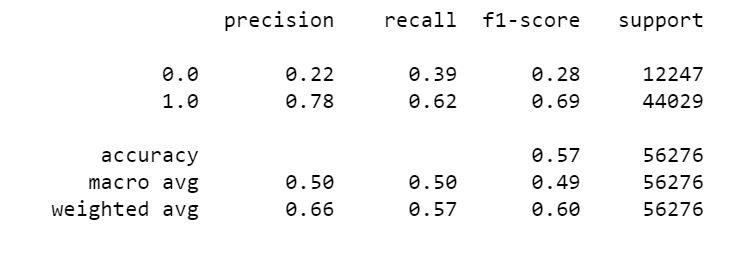 precision recall f1-score support
0.0 0.22 0.39 0.28 12247
1.0 0.78 0.62 0.69 44029
accuracy 0.57 56276
macro avg 0.50 0.50 0.49 56276
weighted avg 0.66 0.57 0.60 56276